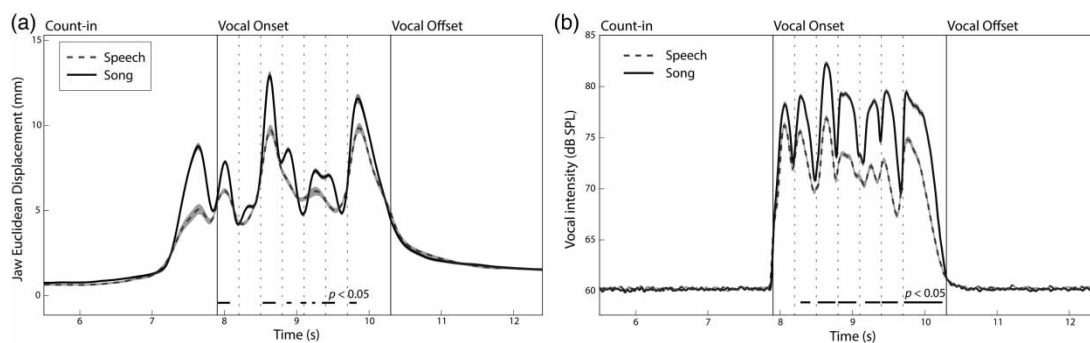 (a)
Count-in
Vocal Onset
Vocal Offset
15
10
5
0
Jaw Euclidean Displacement (mm)
Speech
Song
p < 0.05
6
7
8
9
10
11
12
Time (s)
(b)
Count-in
Vocal Onset
Vocal Offset
85
80
75
70
65
60
Vocal intensity (dB SPL)
Speech
Song
p < 0.05
6
7
8
9
10
11
12
Time (s)